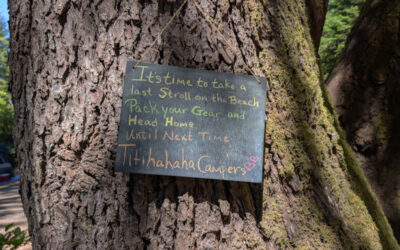 It's time to take a
last Stroll on the Beach
Pack your Gear and
Head Home
Until Next Time
Titihahaha Campers